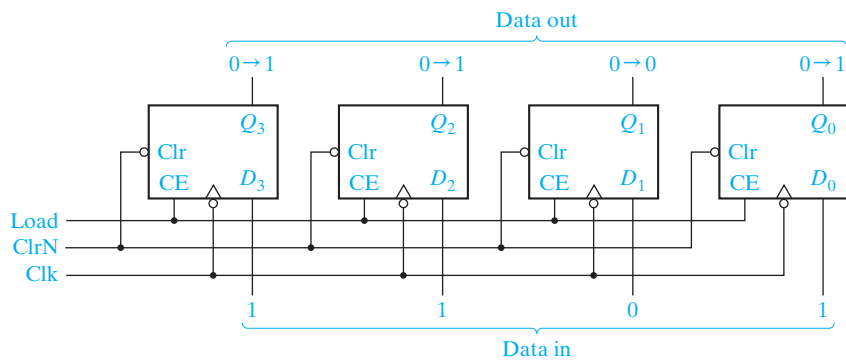 Data out
0→1 0→1 0→0 0→1
Q3 Q2 Q1 Q0
Clr Clr Clr Clr
CE D3 CE D2 CE D1 CE D0
Load
ClrN
Clk
1 1 0 1
Data in